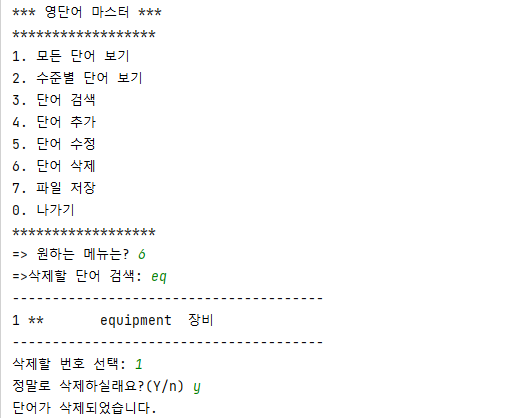 *** 영단어 마스터 ***
******************
1. 모든 단어 보기
2. 수준별 단어 보기
3. 단어 검색
4. 단어 추가
5. 단어 수정
6. 단어 삭제
7. 파일 저장
0. 나가기
******************
=> 원하는 메뉴는? 6
=>삭제할 단어 검색: eq
---------------------------------------
1 **       equipment  장비
---------------------------------------
삭제할 번호 선택: 1
정말로 삭제하실래요?(Y/n) y
단어가 삭제되었습니다.